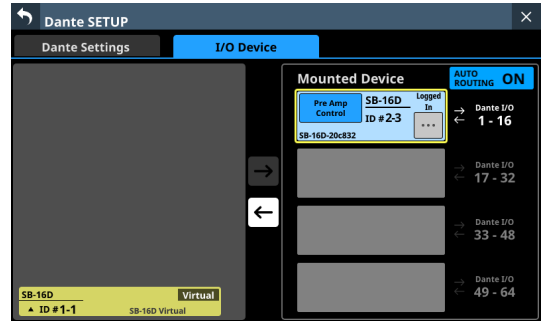 Dante SETUP
Dante Settings
I/O Device
Mounted Device
AUTO
ROUTING ON
Pre Amp
Control
SB-16D
ID #2-3
Logged
In
...
SB-16D-20c832
Dante I/O
1 - 16
Dante I/O
17 - 32
Dante I/O
33 - 48
Dante I/O
49 - 64
SB-16D
Virtual
ID #1-1
SB-16D Virtual